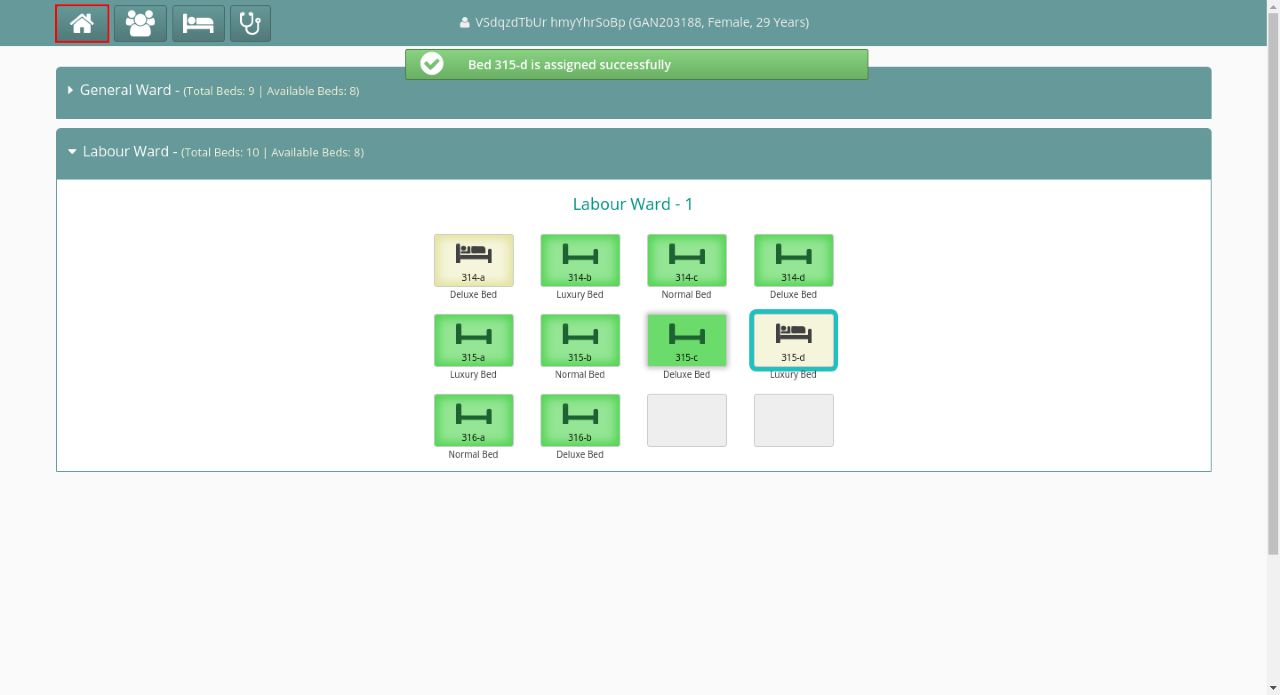 VSdqzdTbUr hmyYhrSoBp (GAN203188, Female, 29 Years)
Bed 315-d is assigned successfully
General Ward - (Total Beds: 9 | Available Beds: 8)
Labour Ward - (Total Beds: 10 | Available Beds: 8)
Labour Ward - 1
314-a 314-b 314-c 314-d
Deluxe Bed Luxury Bed Normal Bed Deluxe Bed
315-a 315-b 315-c 315-d
Luxury Bed Normal Bed Deluxe Bed Luxury Bed
316-a 316-b
Normal Bed Deluxe Bed